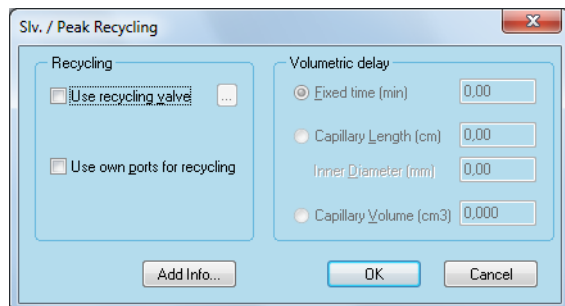 Slv. / Peak Recycling
Recycling
Use recycling valve
...
Use own ports for recycling
Volumetric delay
Fixed time (min) 0,00
Capillary Length (cm) 0,00
Inner Diameter (mm) 0,00
Capillary Volume (cm3) 0,000
Add Info... OK Cancel